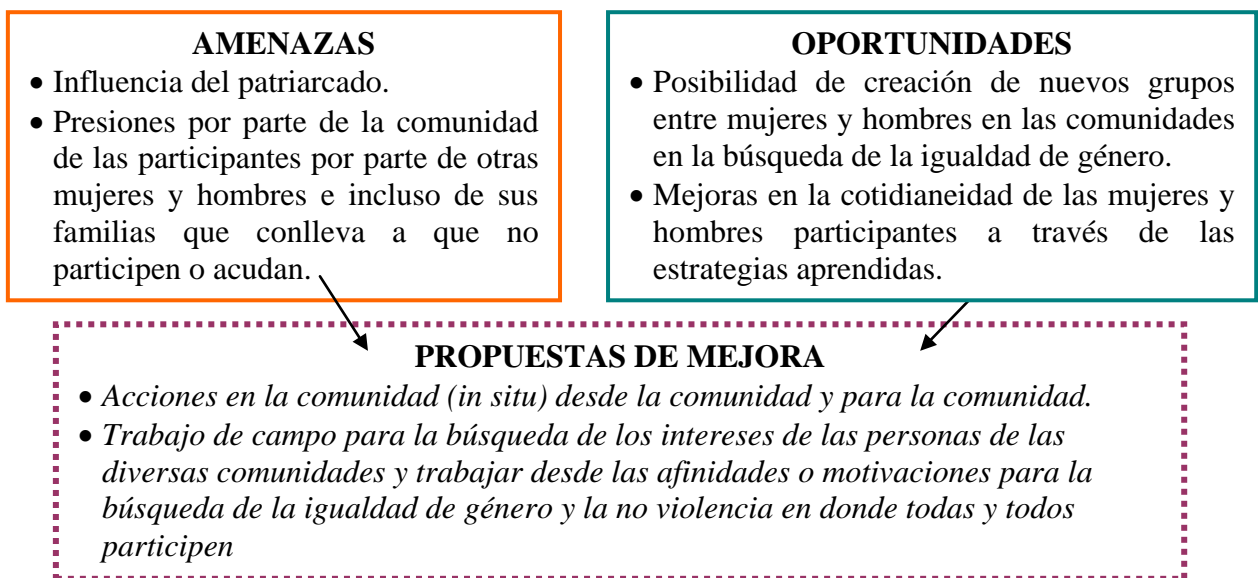 AMENAZAS
• Influencia del patriarcado.
• Presiones por parte de la comunidad
de las participantes por parte de otras
mujeres y hombres e incluso de sus
familias que conlleva a que no
participen o acudan.
OPORTUNIDADES
• Posibilidad de creación de nuevos grupos
entre mujeres y hombres en las comunidades
en la búsqueda de la igualdad de género.
• Mejoras en la cotidianeidad de las mujeres y
hombres participantes a través de las
estrategias aprendidas.
PROPUESTAS DE MEJORA
• Acciones en la comunidad (in situ) desde la comunidad y para la comunidad.
• Trabajo de campo para la búsqueda de los intereses de las personas de las
diversas comunidades y trabajar desde las afinidades o motivaciones para la
búsqueda de la igualdad de género y la no violencia en donde todas y todos
participen